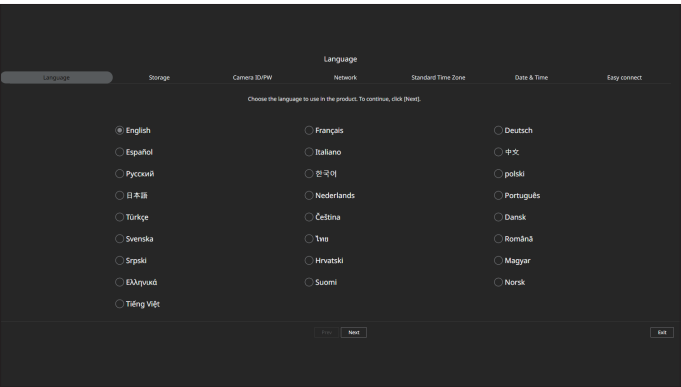 Language
Language Storage Camera ID/PW Network Standard Time Zone Date & Time Easy connect
Choose the language to use in the product. To continue, click [Next].
English Français Deutsch
Español Italiano 中文
Русский 한국어 polski
日本語 Nederlands Português
Türkçe Čeština Dansk
Svenska ไทย Română
Srpski Hrvatski Magyar
Ελληνικά Suomi Norsk
Tiếng Việt
Prev Next Exit